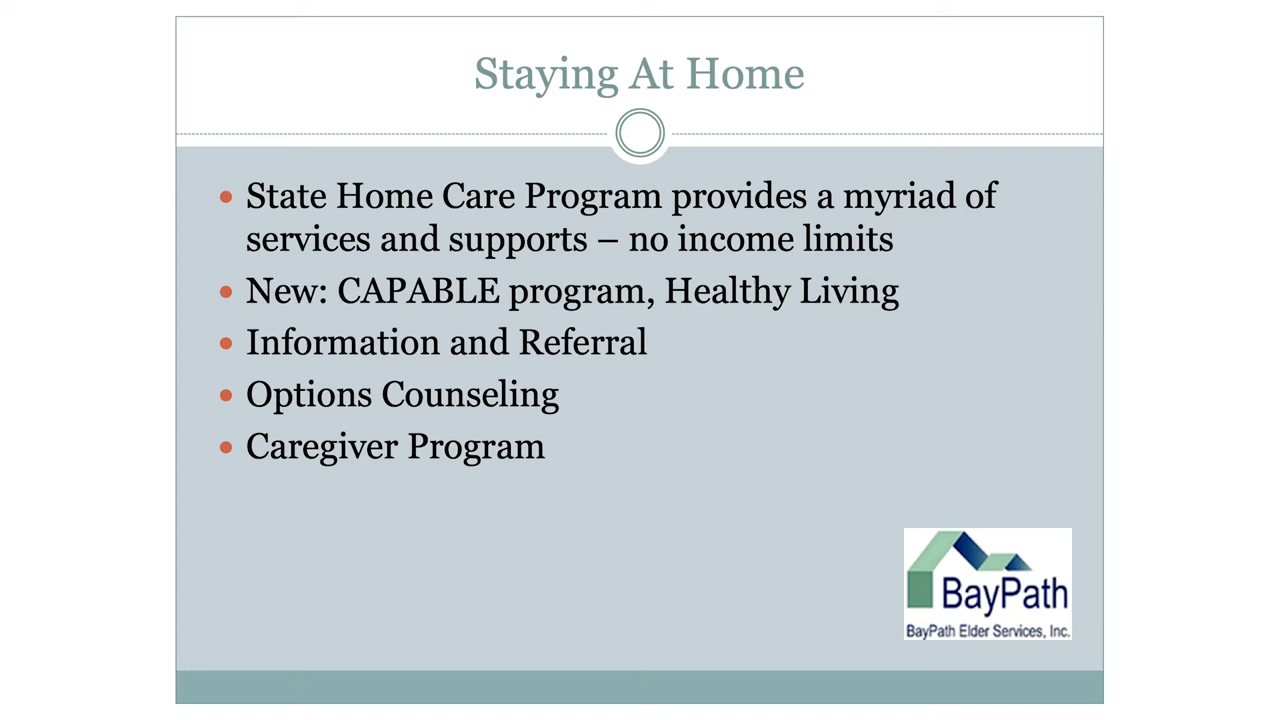 Staying At Home
• State Home Care Program provides a myriad of
services and supports – no income limits
• New: CAPABLE program, Healthy Living
• Information and Referral
• Options Counseling
• Caregiver Program
BayPath
BayPath Elder Services, Inc.